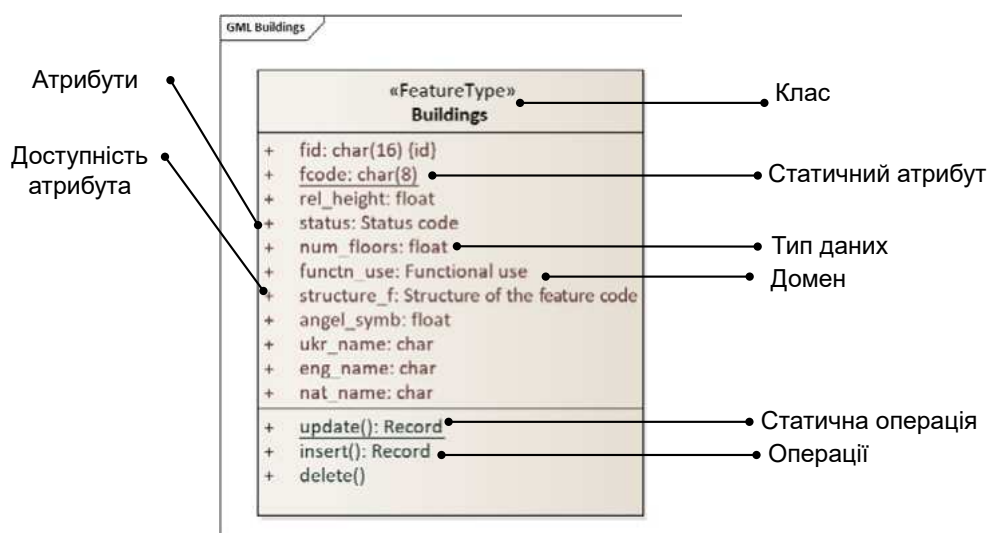 GML Buildings
Атрибути
Доступність
атрибута
«FeatureType»
Buildings
+ fid: char(16) {id}
+ fcode: char(8)
+ rel_height: float
+ status: Status code
+ num_floors: float
+ functn_use: Functional use
+ structure_f: Structure of the feature code
+ angel_symb: float
+ ukr_name: char
+ eng_name: char
+ nat_name: char
+ update(): Record
+ insert(): Record
+ delete()
Клас
Статичний атрибут
Тип даних
Домен
Статична операція
Операції